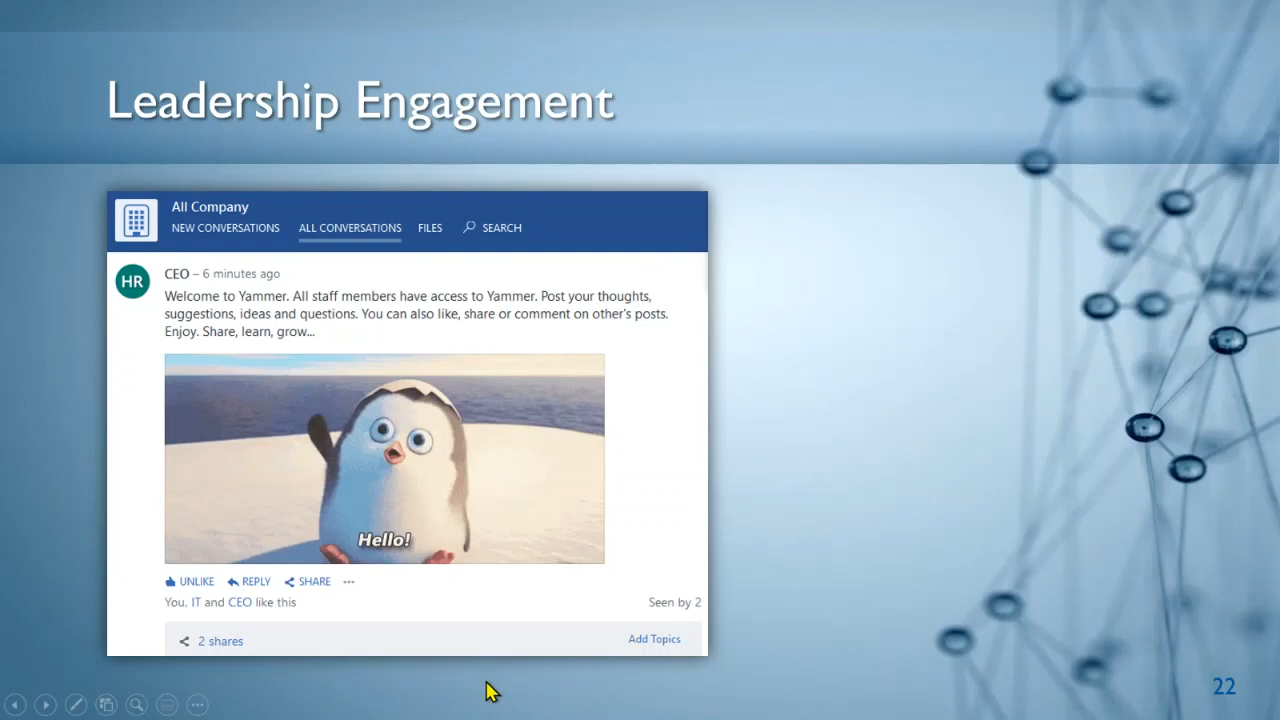 Leadership Engagement
All Company
NEW CONVERSATIONS ALL CONVERSATIONS FILES SEARCH
HR
CEO – 6 minutes ago
Welcome to Yammer. All staff members have access to Yammer. Post your thoughts,
suggestions, ideas and questions. You can also like, share or comment on other's posts.
Enjoy. Share, learn, grow...
Hello!
UNLIKE REPLY SHARE ...
You, IT and CEO like this Seen by 2
2 shares Add Topics
22